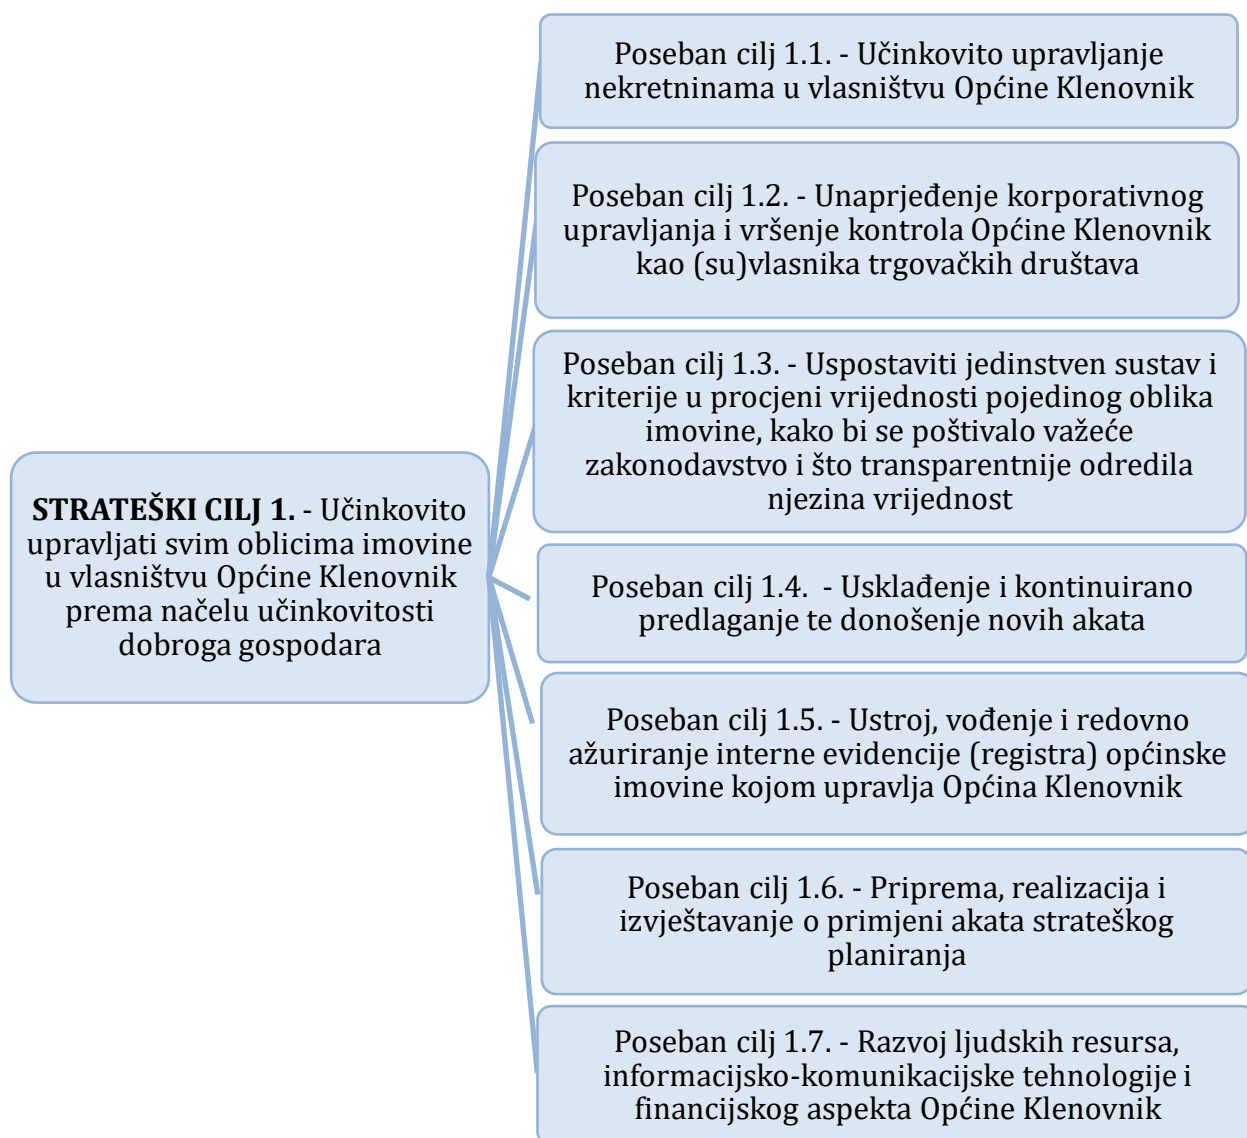 Poseban cilj 1.1. - Učinkovito upravljanje
nekretninama u vlasništvu Općine Klenovnik
Poseban cilj 1.2. - Unaprjeđenje korporativnog
upravljanja i vršenje kontrola Općine Klenovnik
kao (su)vlasnika trgovačkih društava
Poseban cilj 1.3. - Uspostaviti jedinstven sustav i
kriterije u procjeni vrijednosti pojedinog oblika
imovine, kako bi se poštivalo važeće
zakonodavstvo i što transparentnije odredila
njezina vrijednost
STRATEŠKI CILJ 1. - Učinkovito
upravljati svim oblicima imovine
u vlasništvu Općine Klenovnik
prema načelu učinkovitosti
dobroga gospodara
Poseban cilj 1.4.  - Usklađenje i kontinuirano
predlaganje te donošenje novih akata
Poseban cilj 1.5. - Ustroj, vođenje i redovno
ažuriranje interne evidencije (registra) općinske
imovine kojom upravlja Općina Klenovnik
Poseban cilj 1.6. - Priprema, realizacija i
izvještavanje o primjeni akata strateškog
planiranja
Poseban cilj 1.7. - Razvoj ljudskih resursa,
informacijsko-komunikacijske tehnologije i
financijskog aspekta Općine Klenovnik